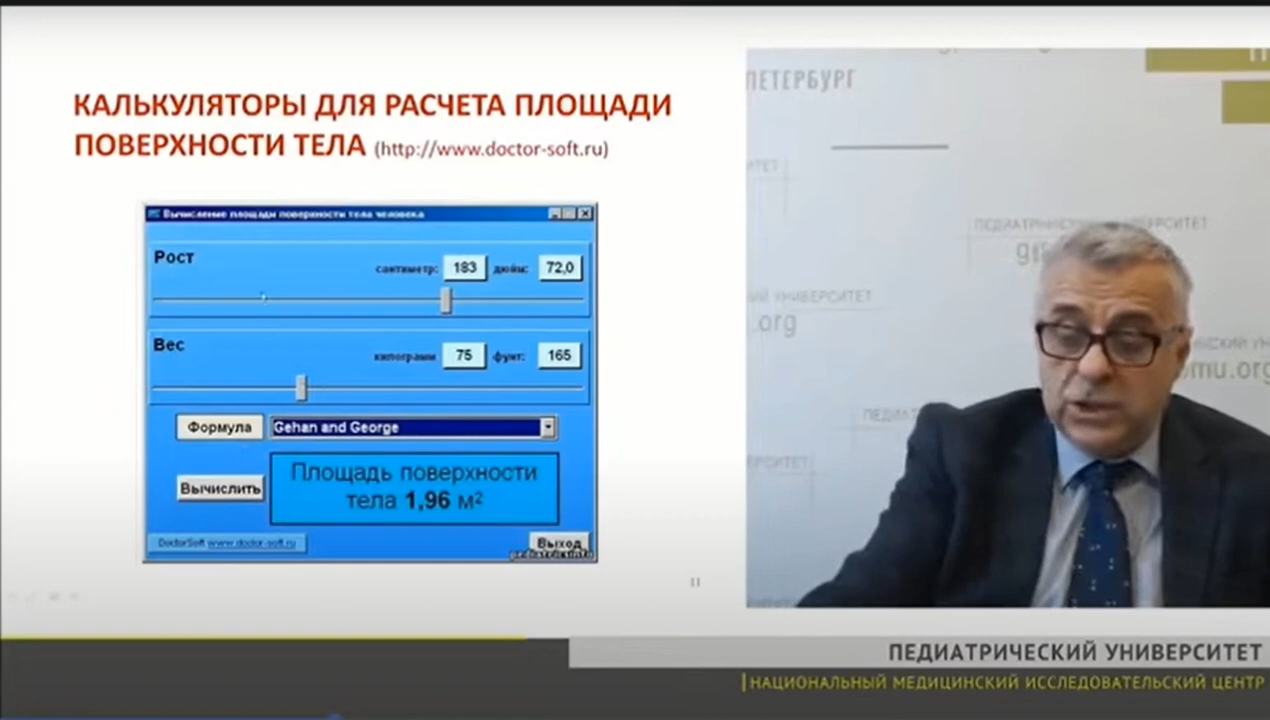 КАЛЬКУЛЯТОРЫ ДЛЯ РАСЧЕТА ПЛОЩАДИ
ПОВЕРХНОСТИ ТЕЛА (http://www.doctor-soft.ru)
Вычисление площади поверхности тела человека
Рост
сантиметр: 183 дюйм: 72,0
Вес
килограмм 75 фунт: 165
Формула Gehan and George
Вычислить
Площадь поверхности
тела 1,96 м²
DoctorSoft www.doctor-soft.ru
Выход
pediatricsinfo
11
ПЕТЕРБУРГ
УНИВЕРСИТЕТ
.org
ПЕДИАТРИЧЕСКИЙ УНИВЕРСИТЕТ
НАЦИОНАЛЬНЫЙ МЕДИЦИНСКИЙ ИССЛЕДОВАТЕЛЬСКИЙ ЦЕНТР